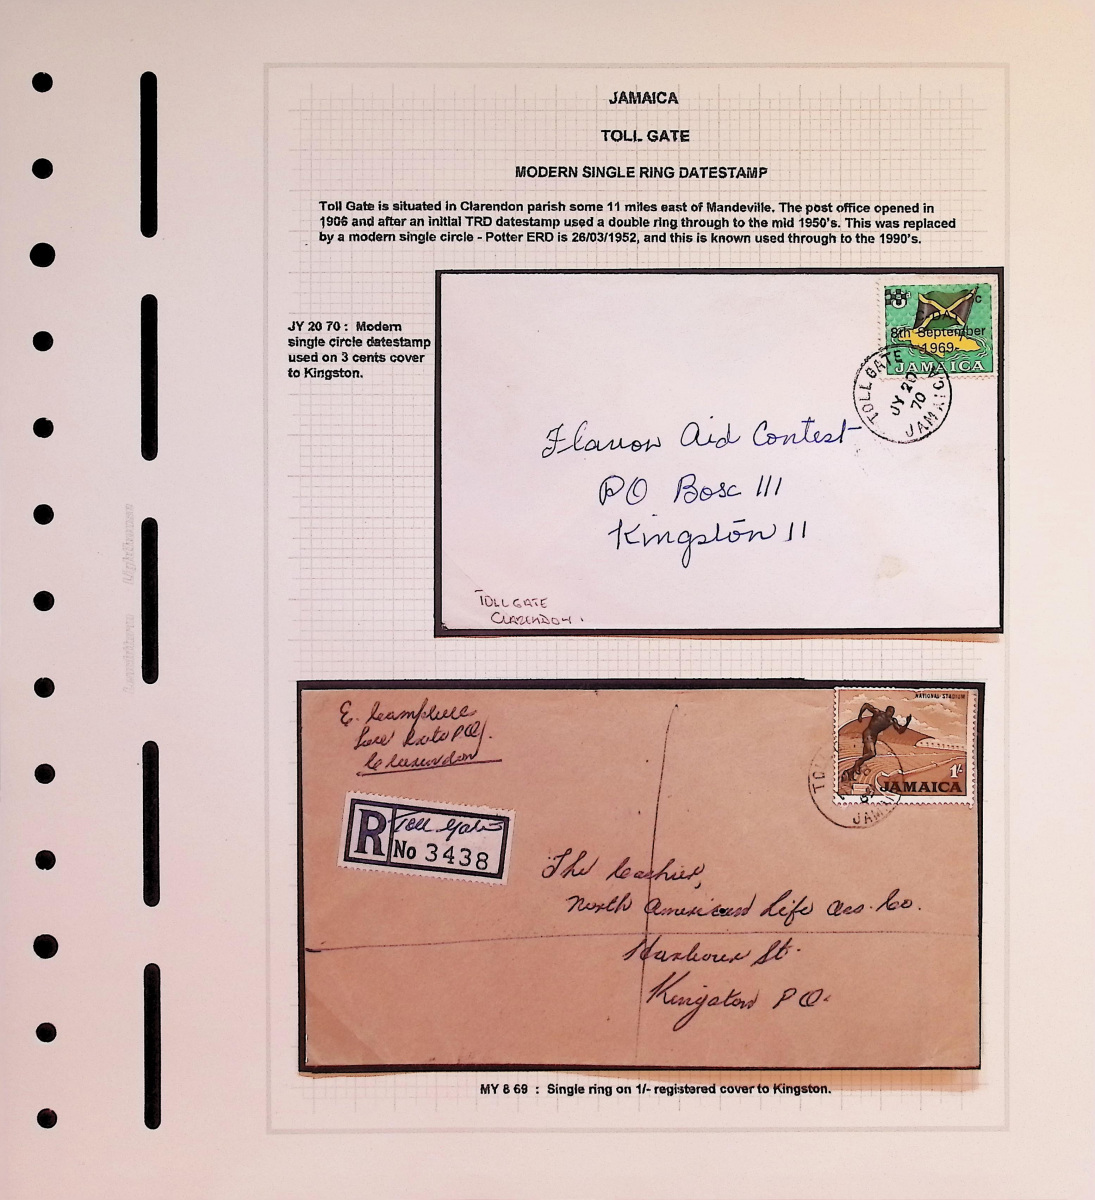 JAMAICA
TOLL GATE
MODERN SINGLE RING DATESTAMP
Toll Gate is situated in Clarendon parish some 11 miles east of Mandeville. The post office opened in
1906 and after an initial TRD datestamp used a double ring through to the mid 1950's. This was replaced
by a modern single circle - Potter ERD is 26/03/1952, and this is known used through to the 1990's.
JY 20 70 : Modern
single circle datestamp
used on 3 cents cover
to Kingston.
C-DAY
8th September
1969
JAMAICA
TOLL GATE
JY 20
70
JAMAICA
Flavor Aid Contest
PO Box 111
Kingston 11
TOLL GATE
CLARENDON.
E.
P.O.
Clarendon
NATIONAL STADIUM
1/-
JAMAICA
R Toll Gate
No 3438
The Cashier,
North American Life Ass. Co.
Harbour St.
Kingston P.O.
MY 8 69 : Single ring on 1/- registered cover to Kingston.